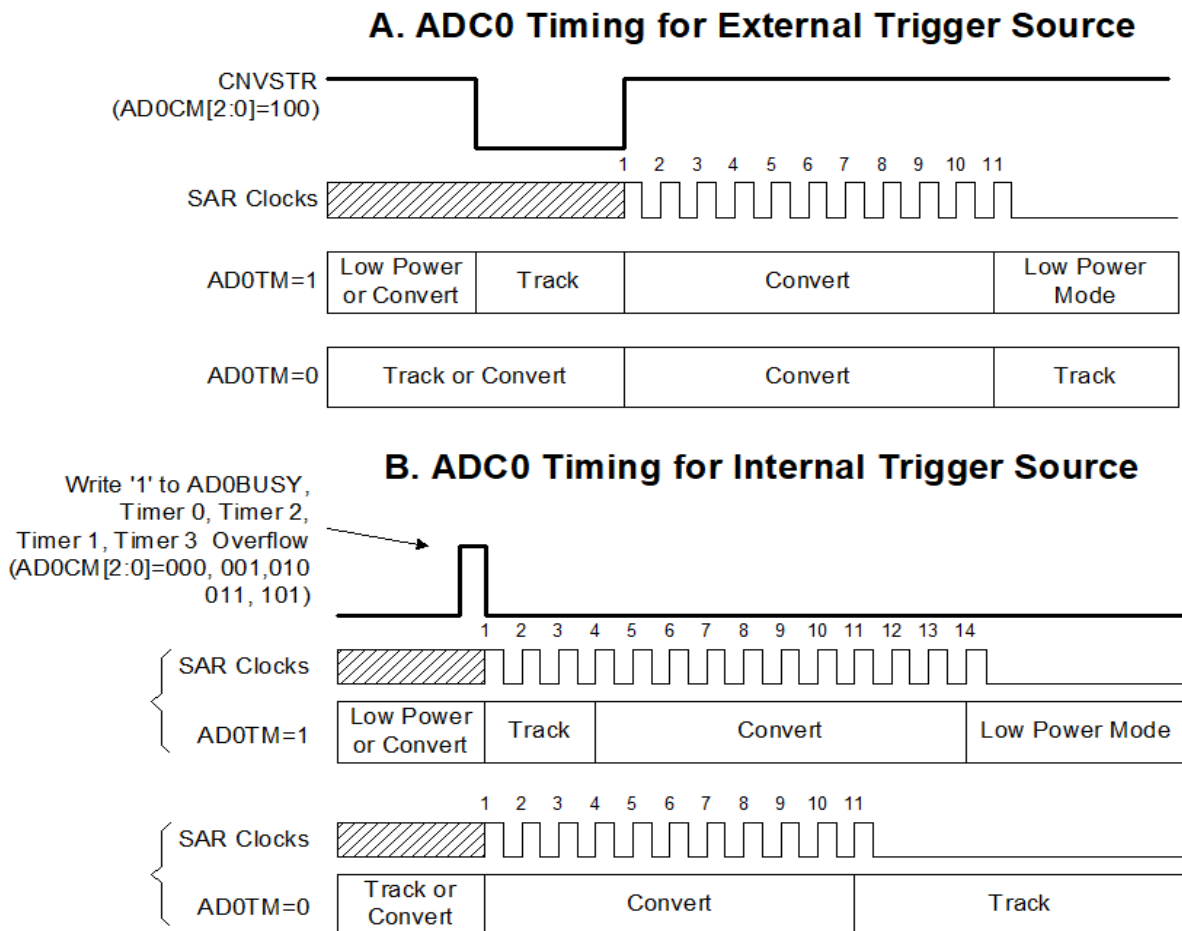 A. ADC0 Timing for External Trigger Source
CNVSTR
(AD0CM[2:0]=100)
1 2 3 4 5 6 7 8 9 10 11
SAR Clocks
AD0TM=1
Low Power
or Convert
Track
Convert
Low Power
Mode
AD0TM=0
Track or Convert
Convert
Track
B. ADC0 Timing for Internal Trigger Source
Write '1' to AD0BUSY,
Timer 0, Timer 2,
Timer 1, Timer 3 Overflow
(AD0CM[2:0]=000, 001,010
011, 101)
1 2 3 4 5 6 7 8 9 10 11 12 13 14
SAR Clocks
AD0TM=1
Low Power
or Convert
Track
Convert
Low Power Mode
1 2 3 4 5 6 7 8 9 10 11
SAR Clocks
AD0TM=0
Track or
Convert
Convert
Track